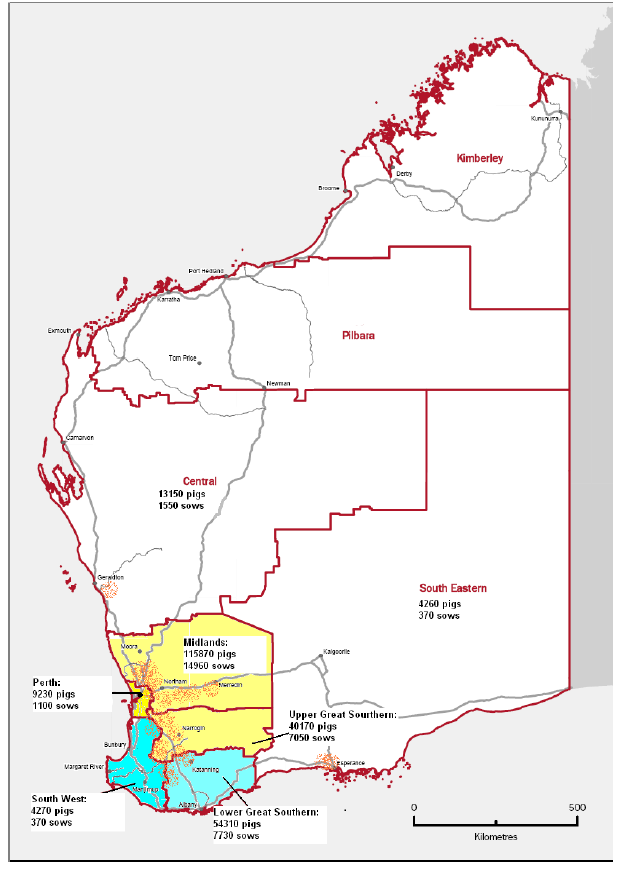 Kununurra
Kimberley
Derby
Broome
Port Hedland
Karratha
Exmouth
Pilbara
Tom Price
Newman
Carnarvon
Central
13150 pigs
1550 sows
Geraldton
South Eastern
4260 pigs
370 sows
Moora
Midlands:
115870 pigs
14960 sows
Kalgoorlie
Perth:
9230 pigs
1100 sows
Northam
Merredin
Upper Great Sourthern:
40170 pigs
7050 sows
Narrogin
Bunbury
Margaret River
Katanning
Esperance
Manjimup
South West:
4270 pigs
370 sows
Albany
Lower Great Southern:
54310 pigs
7730 sows
0 500
Kilometres